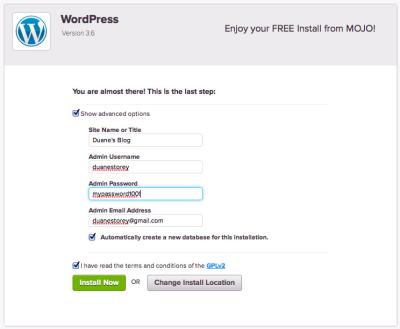 WordPress
Version 3.6
Enjoy your FREE Install from MOJO!
You are almost there! This is the last step:
Show advanced options
Site Name or Title
Duane's Blog
Admin Username
duanestorey
Admin Password
mypassword100!
Admin Email Address
duanestorey@gmail.com
Automatically create a new database for this installation.
I have read the terms and conditions of the GPLv2
Install Now OR Change Install Location